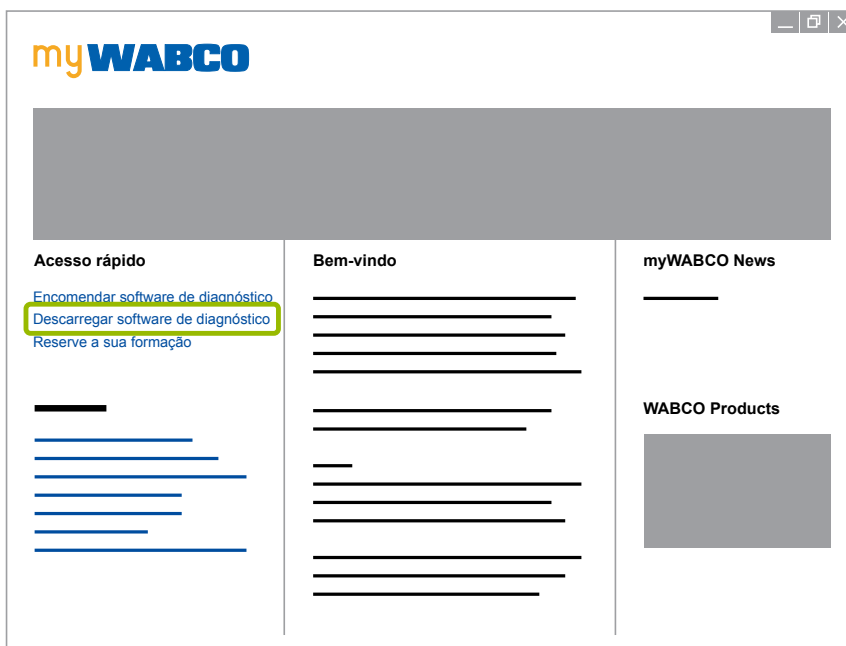 myWABCO
Acesso rápido
Encomendar software de diagnóstico
Descarregar software de diagnóstico
Reserve a sua formação
Bem-vindo
myWABCO News
WABCO Products